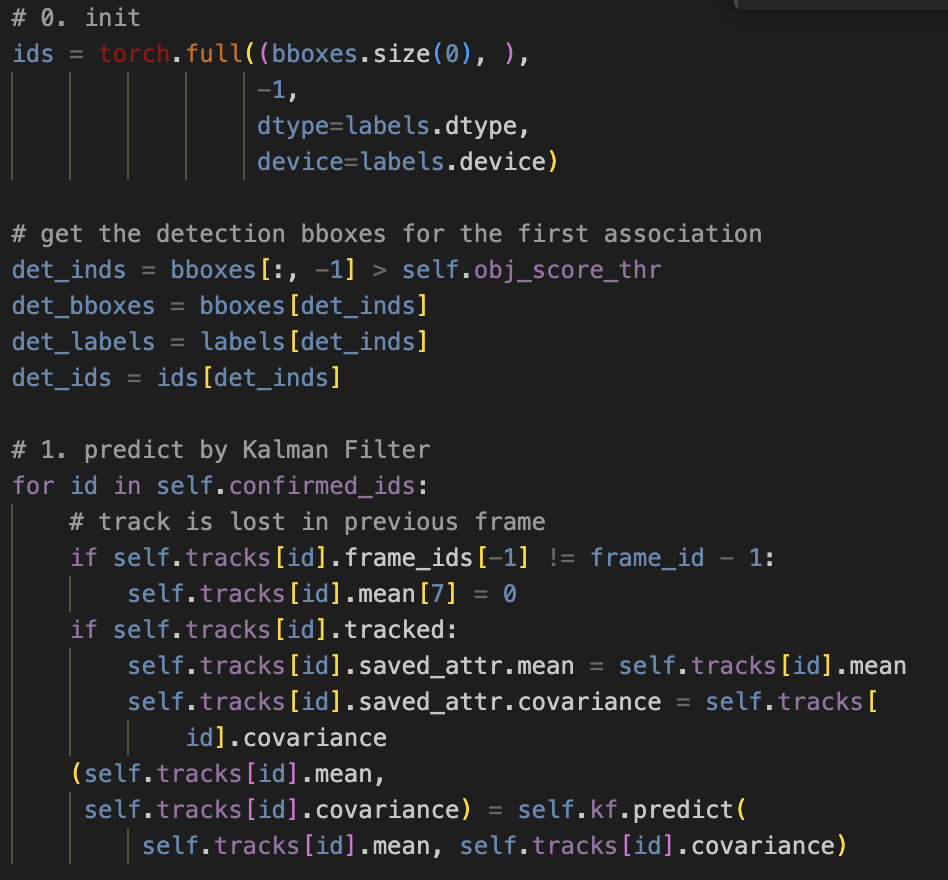 # 0. init
ids = torch.full((bboxes.size(0), ),
                 -1,
                 dtype=labels.dtype,
                 device=labels.device)

# get the detection bboxes for the first association
det_inds = bboxes[:, -1] > self.obj_score_thr
det_bboxes = bboxes[det_inds]
det_labels = labels[det_inds]
det_ids = ids[det_inds]

# 1. predict by Kalman Filter
for id in self.confirmed_ids:
    # track is lost in previous frame
    if self.tracks[id].frame_ids[-1] != frame_id - 1:
        self.tracks[id].mean[7] = 0
    if self.tracks[id].tracked:
        self.tracks[id].saved_attr.mean = self.tracks[id].mean
        self.tracks[id].saved_attr.covariance = self.tracks[
            id].covariance
    (self.tracks[id].mean,
     self.tracks[id].covariance) = self.kf.predict(
         self.tracks[id].mean, self.tracks[id].covariance)